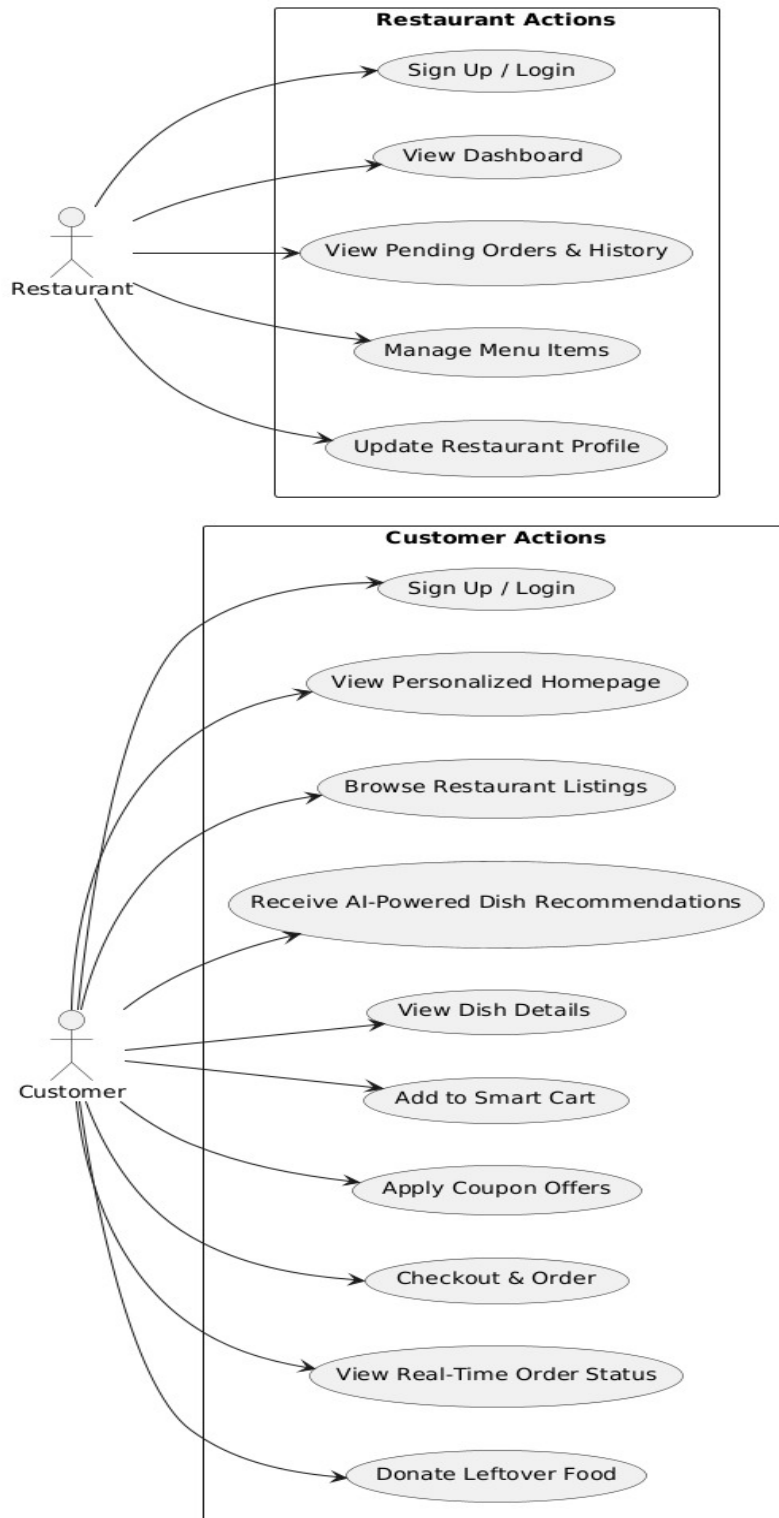 Restaurant Actions
Sign Up / Login
View Dashboard
View Pending Orders & History
Restaurant
Manage Menu Items
Update Restaurant Profile
Customer Actions
Sign Up / Login
View Personalized Homepage
Browse Restaurant Listings
Receive AI-Powered Dish Recommendations
View Dish Details
Customer
Add to Smart Cart
Apply Coupon Offers
Checkout & Order
View Real-Time Order Status
Donate Leftover Food